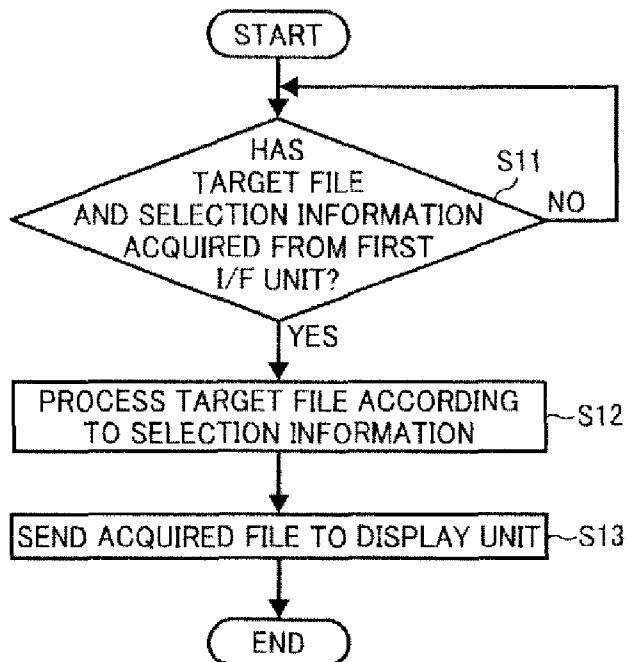 START
HAS
TARGET FILE
AND SELECTION INFORMATION
ACQUIRED FROM FIRST
I/F UNIT?
S11
NO
YES
PROCESS TARGET FILE ACCORDING
TO SELECTION INFORMATION
S12
SEND ACQUIRED FILE TO DISPLAY UNIT
S13
END